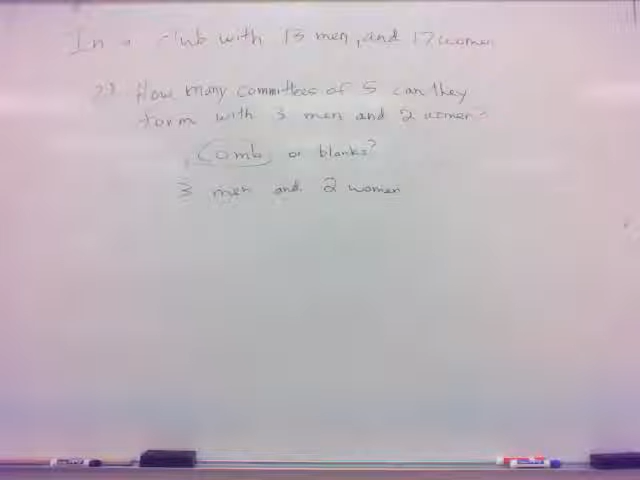 In a club with 13 men, and 17 women
How many committees of 5 can they
form with 3 men and 2 women?
Comb or blanks?
3 men and 2 women